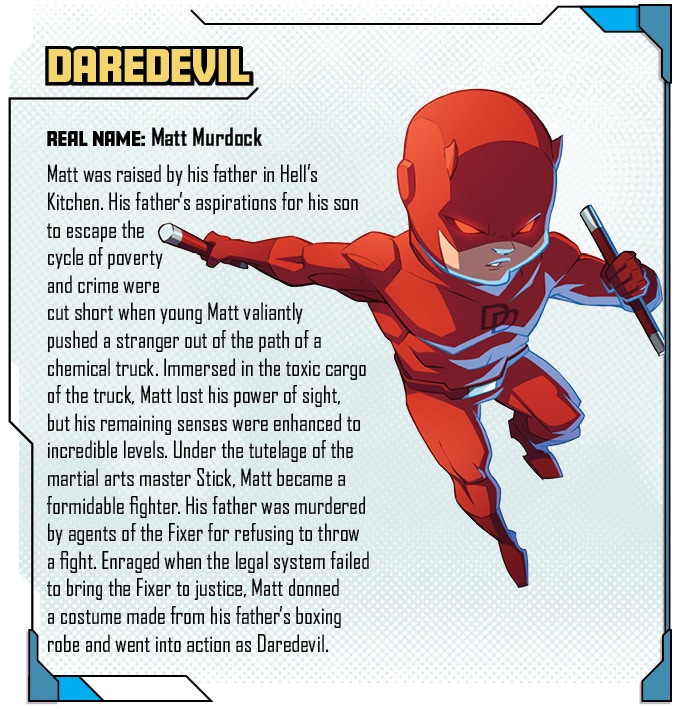 DAREDEVIL
REAL NAME: Matt Murdock
Matt was raised by his father in Hell's
Kitchen. His father's aspirations for his son
to escape the
cycle of poverty
and crime were
cut short when young Matt valiantly
pushed a stranger out of the path of a
chemical truck. Immersed in the toxic cargo
of the truck, Matt lost his power of sight,
but his remaining senses were enhanced to
incredible levels. Under the tutelage of the
martial arts master Stick, Matt became a
formidable fighter. His father was murdered
by agents of the Fixer for refusing to throw
a fight. Enraged when the legal system failed
to bring the Fixer to justice, Matt donned
a costume made from his father's boxing
robe and went into action as Daredevil.
DD